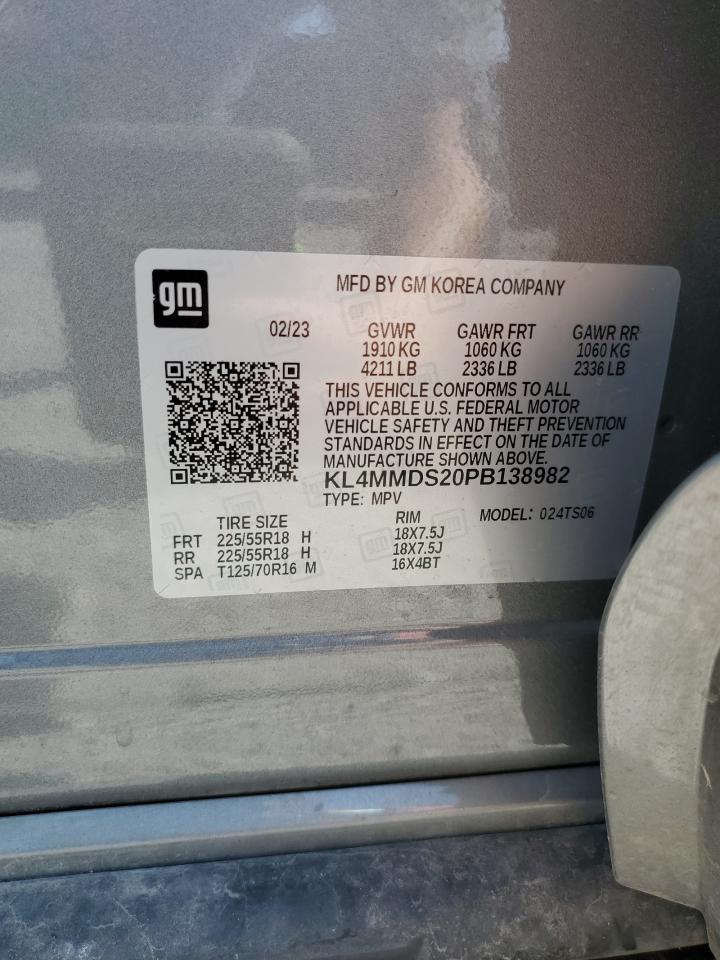 gm
MFD BY GM KOREA COMPANY
02/23 GVWR GAWR FRT GAWR RR
1910 KG 1060 KG 1060 KG
4211 LB 2336 LB 2336 LB
THIS VEHICLE CONFORMS TO ALL
APPLICABLE U.S. FEDERAL MOTOR
VEHICLE SAFETY AND THEFT PREVENTION
STANDARDS IN EFFECT ON THE DATE OF
MANUFACTURE SHOWN ABOVE.
KL4MMDS20PB138982
TYPE: MPV
TIRE SIZE RIM MODEL: 024TS06
FRT 225/55R18 H 18X7.5J
RR 225/55R18 H 18X7.5J
SPA T125/70R16 M 16X4BT